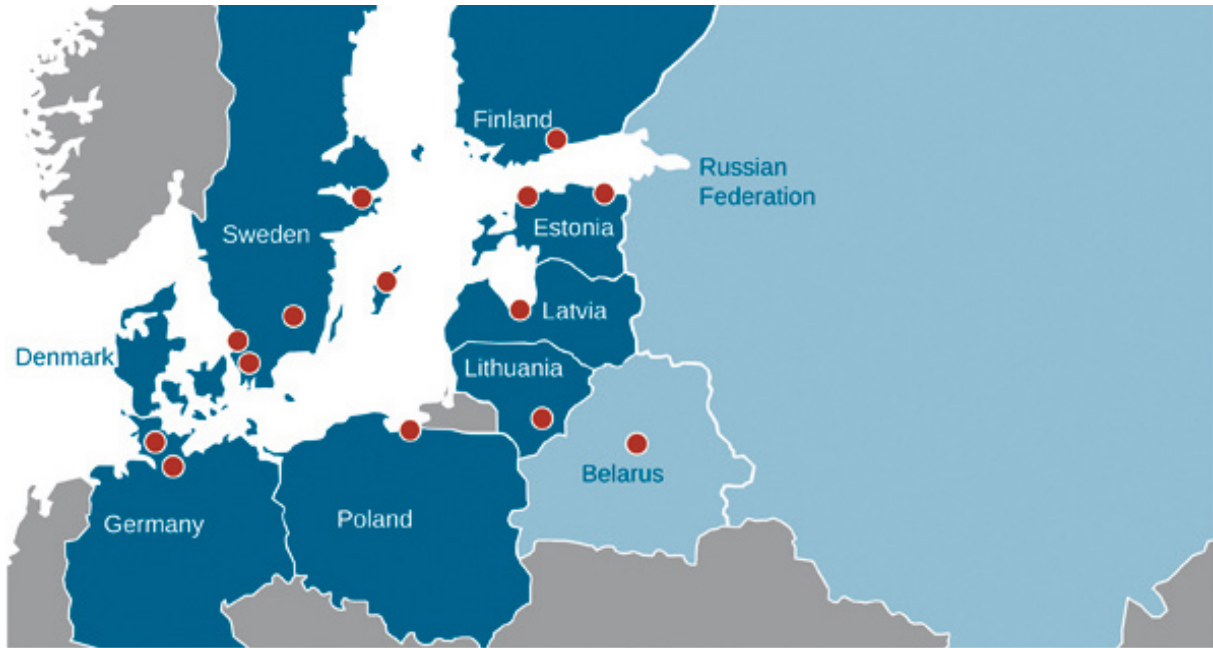 Finland
Russian
Federation
Sweden
Estonia
Latvia
Denmark
Lithuania
Belarus
Germany
Poland